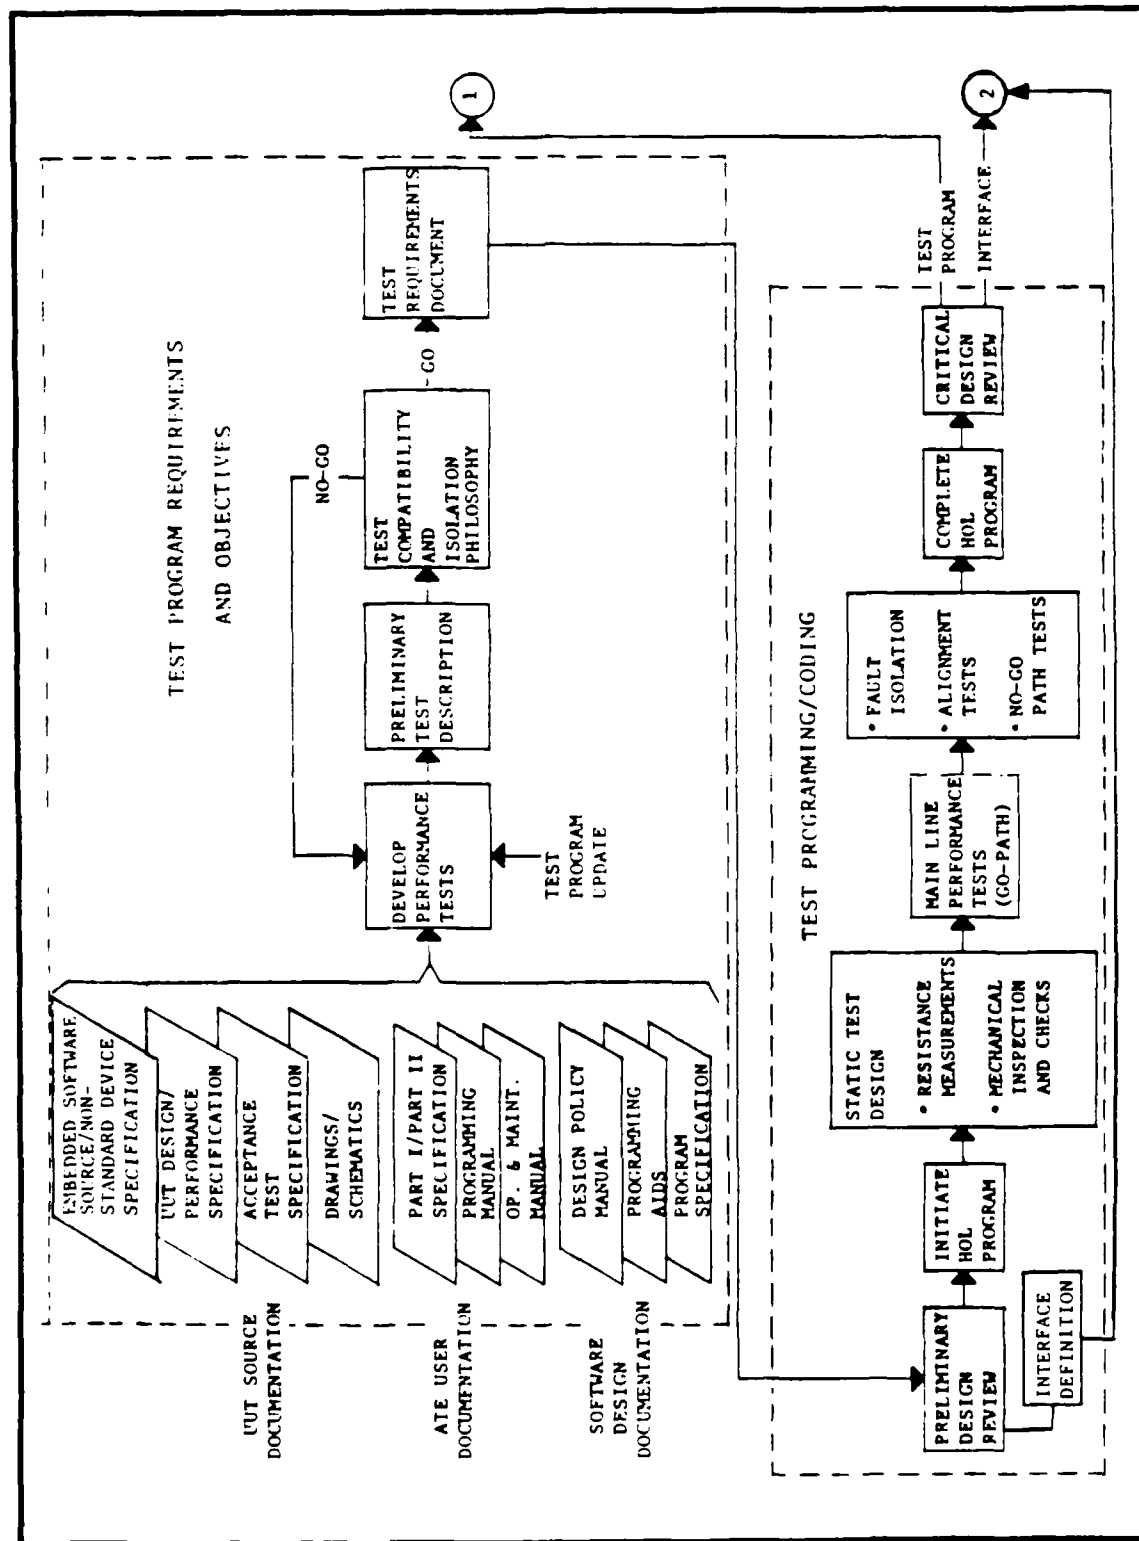 TEST PROGRAM REQUIREMENTS
AND OBJECTIVES
UUT SOURCE
DOCUMENTATION
EMBEDDED SOFTWARE
SOURCE/NON-
STANDARD DEVICE
SPECIFICATION
UUT DESIGN/
PERFORMANCE
SPECIFICATION
ACCEPTANCE
TEST
SPECIFICATION
DRAWINGS/
SCHEMATICS
ATE USER
DOCUMENTATION
PART I/PART II
SPECIFICATION
PROGRAMMING
MANUAL
OP. & MAINT.
MANUAL
SOFTWARE
DESIGN
DOCUMENTATION
DESIGN POLICY
MANUAL
PROGRAMMING
AIDS
PROGRAM
SPECIFICATION
DEVELOP
PERFORMANCE
TESTS
TEST
PROGRAM
UPDATE
PRELIMINARY
TEST
DESCRIPTION
NO-GO
TEST
COMPATIBILITY
AND
ISOLATION
PHILOSOPHY
GO
TEST
REQUIREMENTS
DOCUMENT
1
TEST PROGRAMMING/CODING
PRELIMINARY
DESIGN
REVIEW
INTERFACE
DEFINITION
INITIATE
HOL
PROGRAM
STATIC TEST
DESIGN
• RESISTANCE
MEASUREMENTS
• MECHANICAL
INSPECTION
AND CHECKS
MAIN LINE
PERFORMANCE
TESTS
(GO-PATH)
• FAULT
ISOLATION
• ALIGNMENT
TESTS
• NO-GO
PATH TESTS
COMPLETE
HOL
PROGRAM
CRITICAL
DESIGN
REVIEW
TEST
PROGRAM
INTERFACE
2